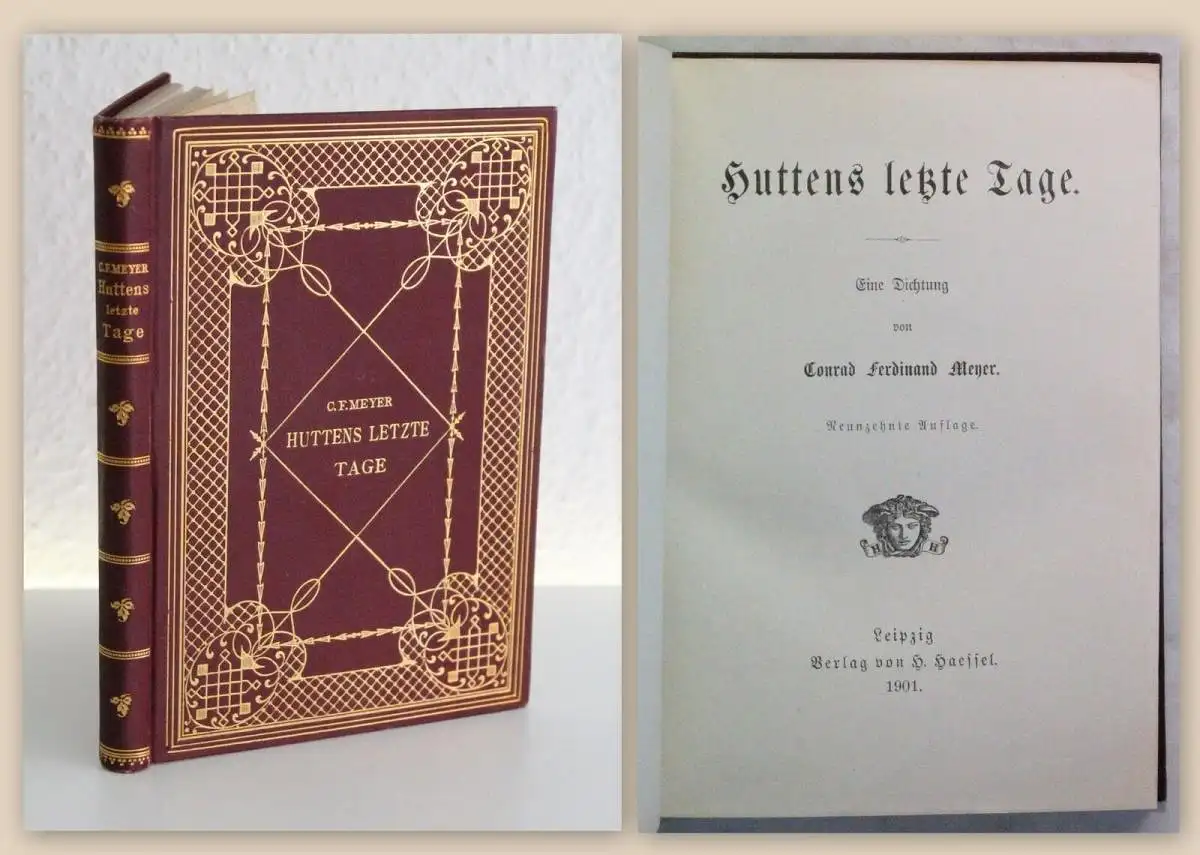 C.F.MEYER
Huttens
letzte
Tage
C.F.MEYER
HUTTENS LETZTE
TAGE
Huttens letzte Tage.
Eine Dichtung
von
Conrad Ferdinand Meyer.
Neunzehnte Auflage.
H H
Leipzig
Verlag von H. Haessel.
1901.